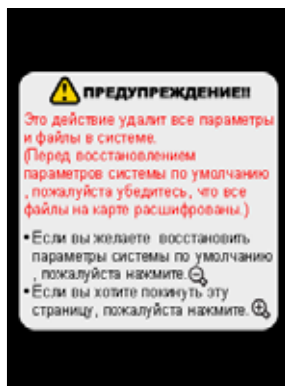 ПРЕДУПРЕЖДЕНИЕ!!
Это действие удалит все параметры
и файлы в системе.
(Перед восстановлением
параметров системы по умолчанию
, пожалуйста убедитесь, что все
файлы на карте расшифрованы.)
•Если вы желаете восстановить
параметры системы по умолчанию
, пожалуйста нажмите.
•Если вы хотите покинуть эту
страницу, пожалуйста нажмите.